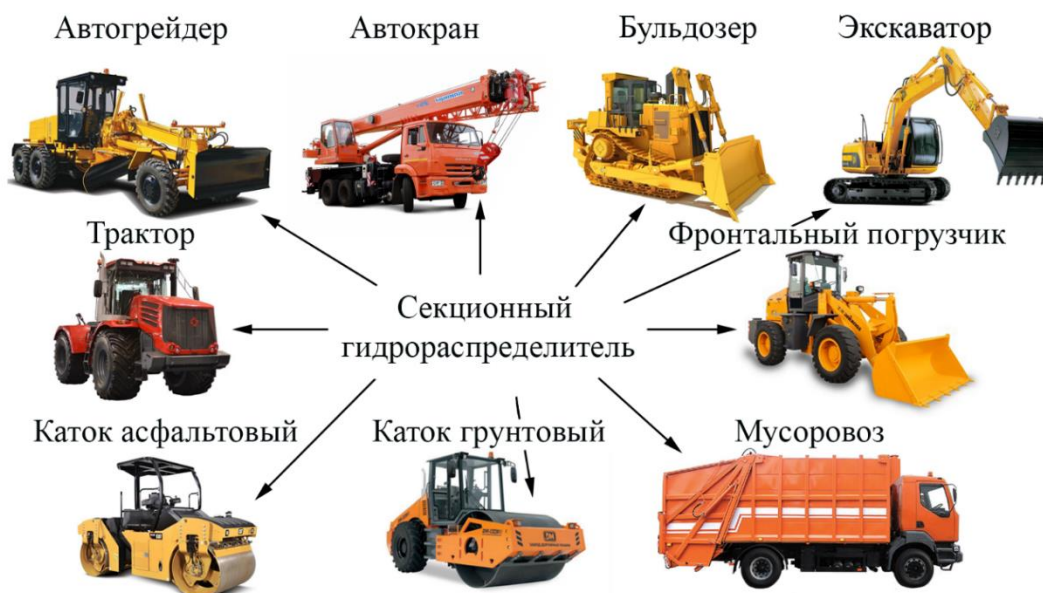 Автогрейдер
Автокран
Бульдозер
Экскаватор
Трактор
Фронтальный погрузчик
Секционный
гидрораспределитель
Каток асфальтовый
Каток грунтовый
Мусоровоз